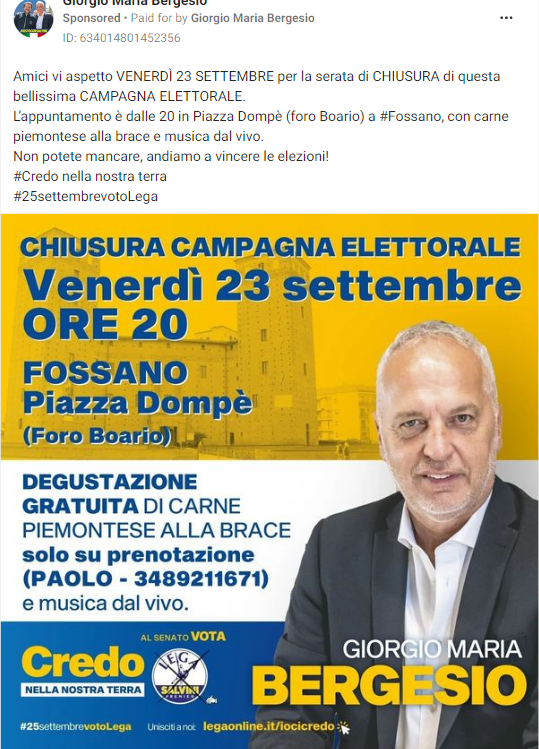 Giorgio Maria Bergesio
Sponsored • Paid for by Giorgio Maria Bergesio
ID: 634014801452356
Amici vi aspetto VENERDÌ 23 SETTEMBRE per la serata di CHIUSURA di questa
bellissima CAMPAGNA ELETTORALE.
L'appuntamento è dalle 20 in Piazza Dompè (foro Boario) a #Fossano, con carne
piemontese alla brace e musica dal vivo.
Non potete mancare, andiamo a vincere le elezioni!
#Credo nella nostra terra
#25settembrevotoLega
CHIUSURA CAMPAGNA ELETTORALE
Venerdì 23 settembre
ORE 20
FOSSANO
Piazza Dompè
(Foro Boario)
DEGUSTAZIONE
GRATUITA DI CARNE
PIEMONTESE ALLA BRACE
solo su prenotazione
(PAOLO - 3489211671)
e musica dal vivo.
AL SENATO VOTA
Credo
NELLA NOSTRA TERRA
LEGA
SALVINI
PREMIER
GIORGIO MARIA
BERGESIO
#25settembrevotoLega
Unisciti a noi: legaonline.it/iocicredo